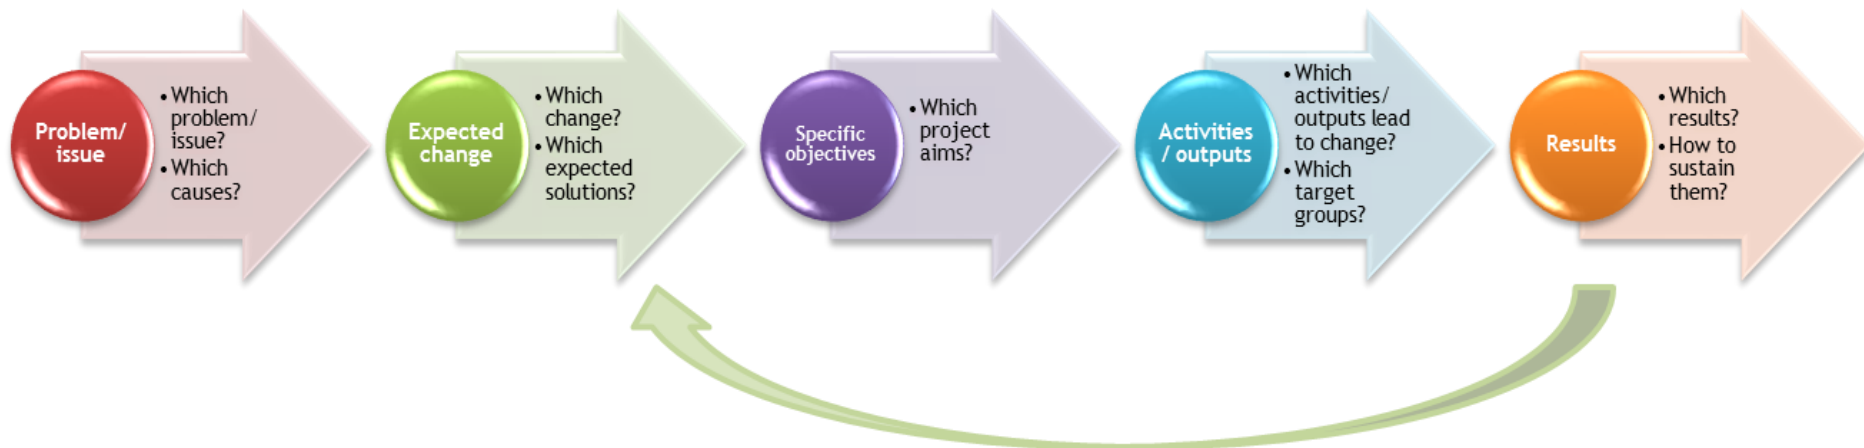 Problem/
issue
• Which
problem/
issue?
• Which
causes?
Expected
change
• Which
change?
• Which
expected
solutions?
Specific
objectives
• Which
project
aims?
Activities
/ outputs
• Which
activities/
outputs lead
to change?
• Which
target
groups?
Results
• Which
results?
• How to
sustain
them?